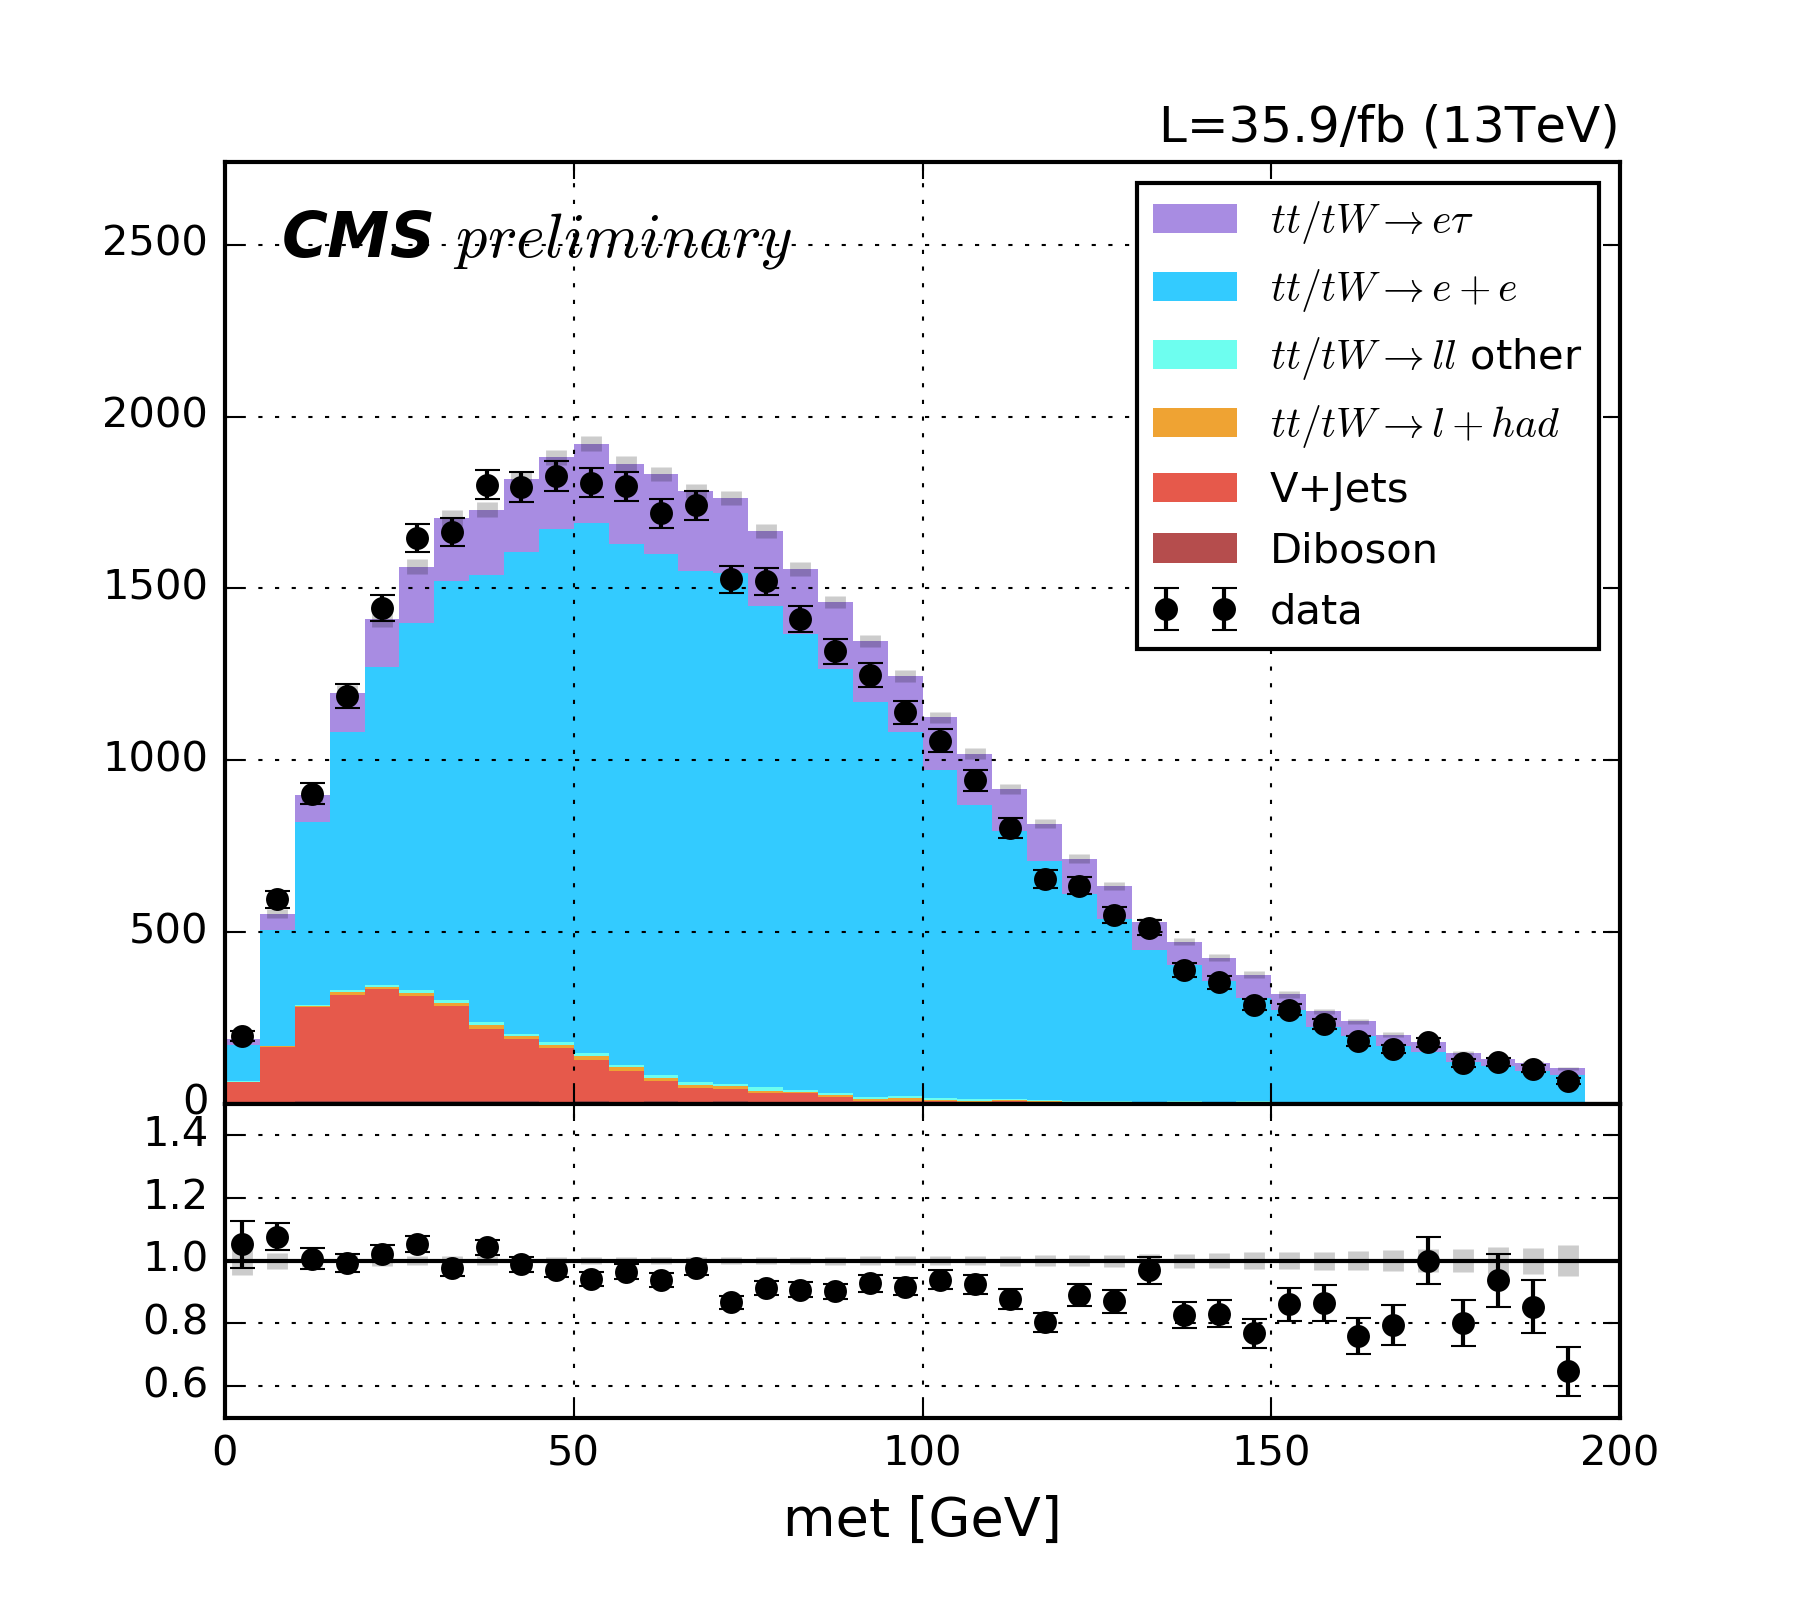 L=35.9/fb (13TeV)
CMS preliminary
2500
2000
1500
1000
500
0
tt/tW→eτ
tt/tW→e+e
tt/tW→ll other
tt/tW→l+had
V+Jets
Diboson
data
1.4
1.2
1.0
0.8
0.6
0 50 100 150 200
met [GeV]